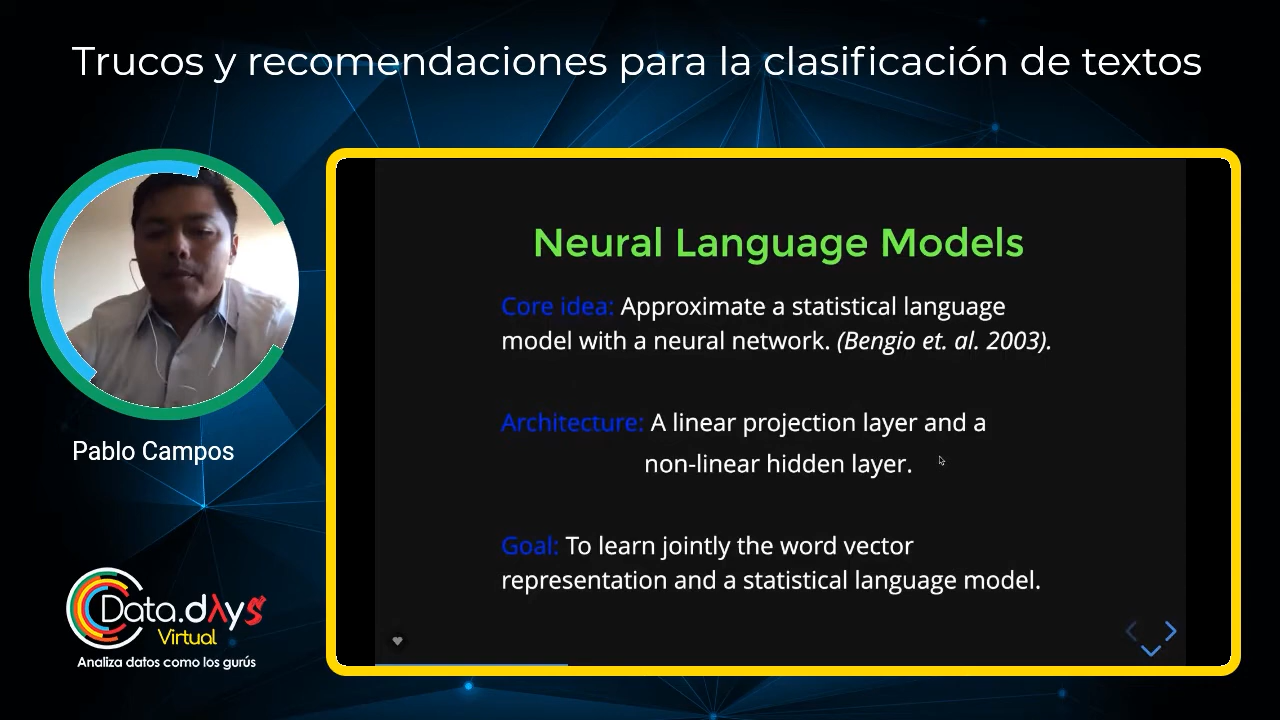 Trucos y recomendaciones para la clasificación de textos
Neural Language Models
Core idea: Approximate a statistical language
model with a neural network. (Bengio et. al. 2003).
Architecture: A linear projection layer and a
non-linear hidden layer.
Goal: To learn jointly the word vector
representation and a statistical language model.
Pablo Campos
Data.dλys
Virtual
Analiza datos como los gurús